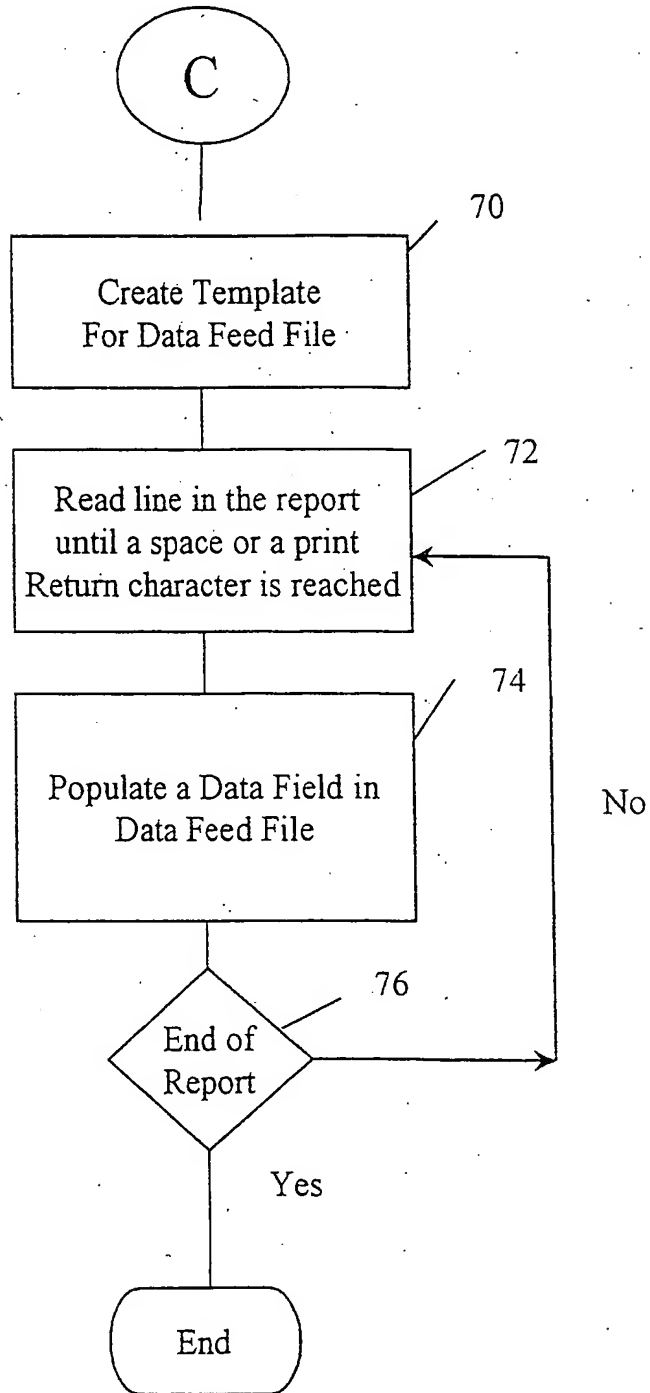 C
70
Create Template
For Data Feed File
72
Read line in the report
until a space or a print
Return character is reached
74
Populate a Data Field in
Data Feed File
No
76
End of
Report
Yes
End